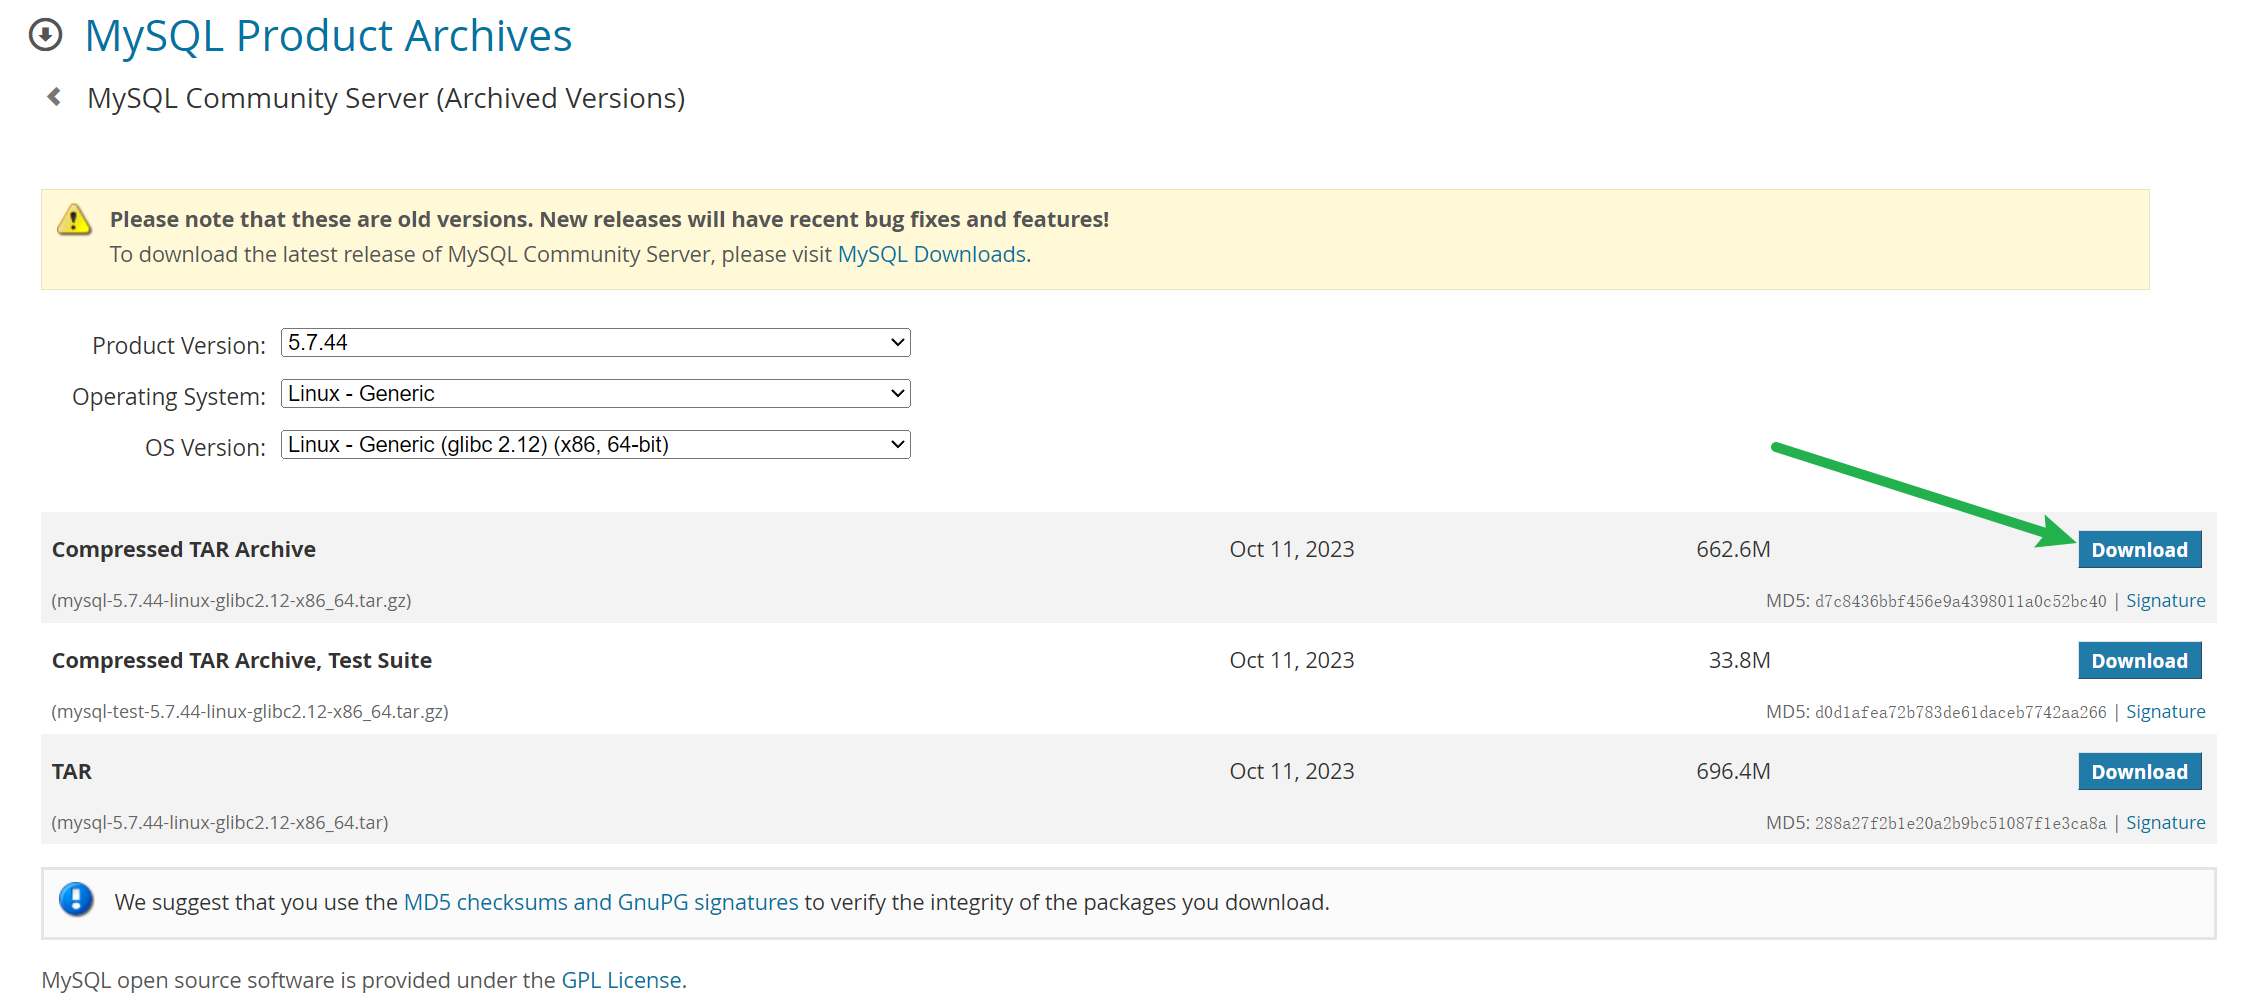 MySQL Product Archives
MySQL Community Server (Archived Versions)
Please note that these are old versions. New releases will have recent bug fixes and features!
To download the latest release of MySQL Community Server, please visit MySQL Downloads.
Product Version: 5.7.44
Operating System: Linux - Generic
OS Version: Linux - Generic (glibc 2.12) (x86, 64-bit)
Compressed TAR Archive Oct 11, 2023 662.6M Download
(mysql-5.7.44-linux-glibc2.12-x86_64.tar.gz) MD5: d7c8436bbf456e9a4398011a0c52bc40 | Signature
Compressed TAR Archive, Test Suite Oct 11, 2023 33.8M Download
(mysql-test-5.7.44-linux-glibc2.12-x86_64.tar.gz) MD5: d0d1afea72b783de61daceb7742aa266 | Signature
TAR Oct 11, 2023 696.4M Download
(mysql-5.7.44-linux-glibc2.12-x86_64.tar) MD5: 288a27f2b1e20a2b9bc51087f1e3ca8a | Signature
We suggest that you use the MD5 checksums and GnuPG signatures to verify the integrity of the packages you download.
MySQL open source software is provided under the GPL License.